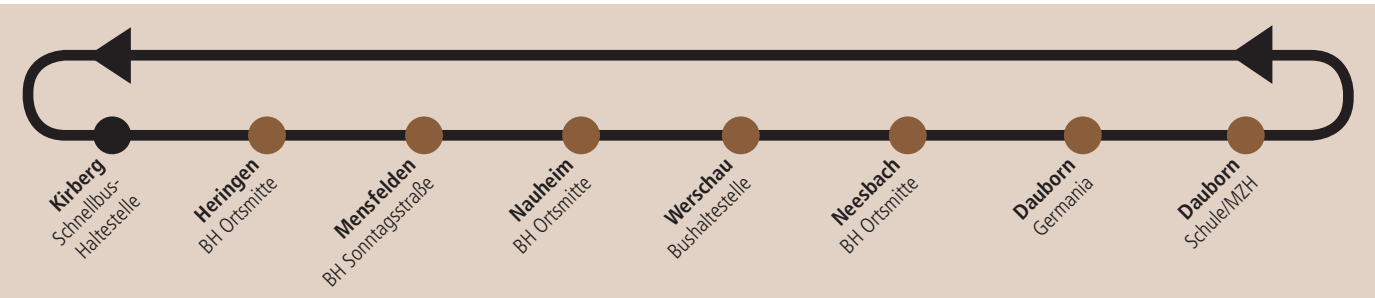 Kirberg
Schnellbus-
Haltestelle
Heringen
BH Ortsmitte
Mensfelden
BH Sonntagsstraße
Nauheim
BH Ortsmitte
Werschau
Bushaltestelle
Neesbach
BH Ortsmitte
Dauborn
Germania
Dauborn
Schule/MZH